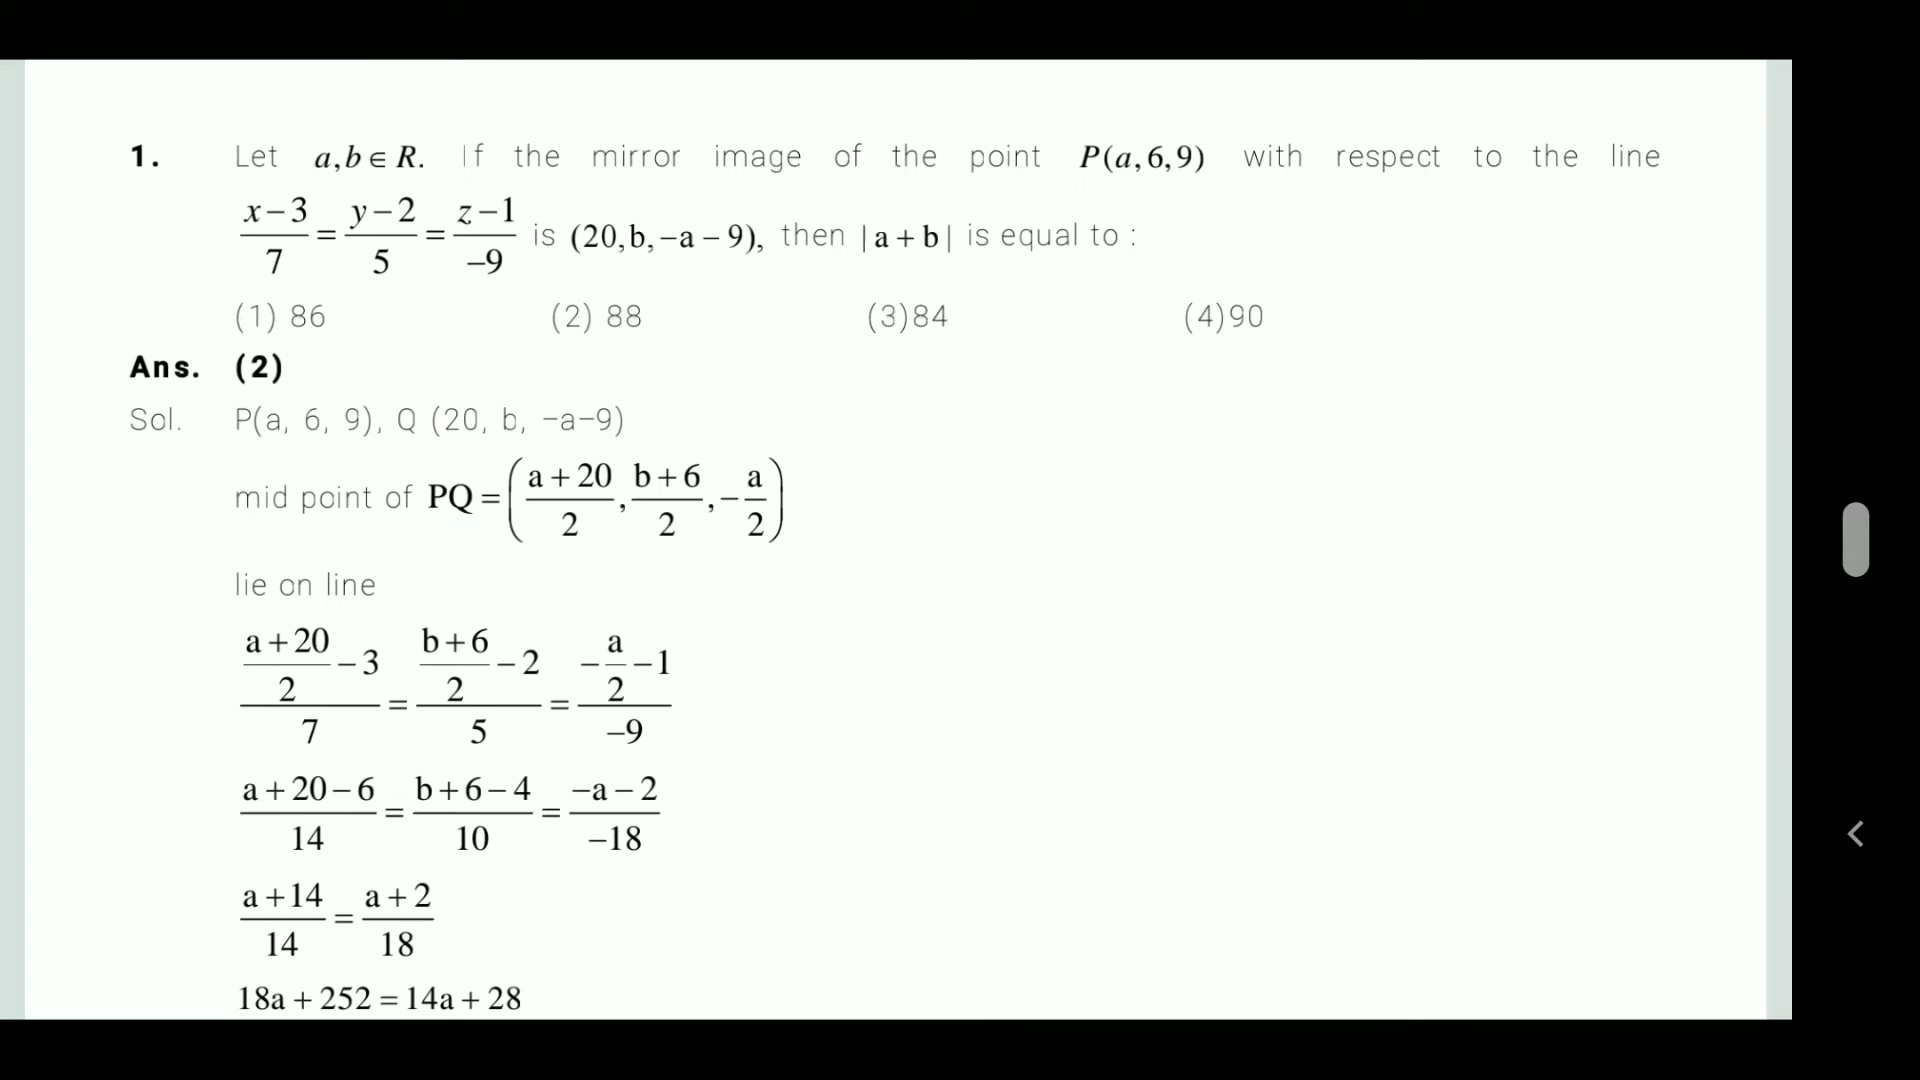 1. Let a,b ∈ R. If the mirror image of the point P(a,6,9) with respect to the line
(x−3)/7 = (y−2)/5 = (z−1)/−9 is (20,b,−a−9), then |a+b| is equal to :
(1) 86 (2) 88 (3)84 (4)90
Ans. (2)
Sol. P(a, 6, 9), Q (20, b, −a−9)
mid point of PQ = ((a+20)/2, (b+6)/2, −a/2)
lie on line
((a+20)/2 −3)/7 = ((b+6)/2 −2)/5 = (−a/2 −1)/−9
(a+20−6)/14 = (b+6−4)/10 = (−a−2)/−18
(a+14)/14 = (a+2)/18
18a + 252 = 14a + 28